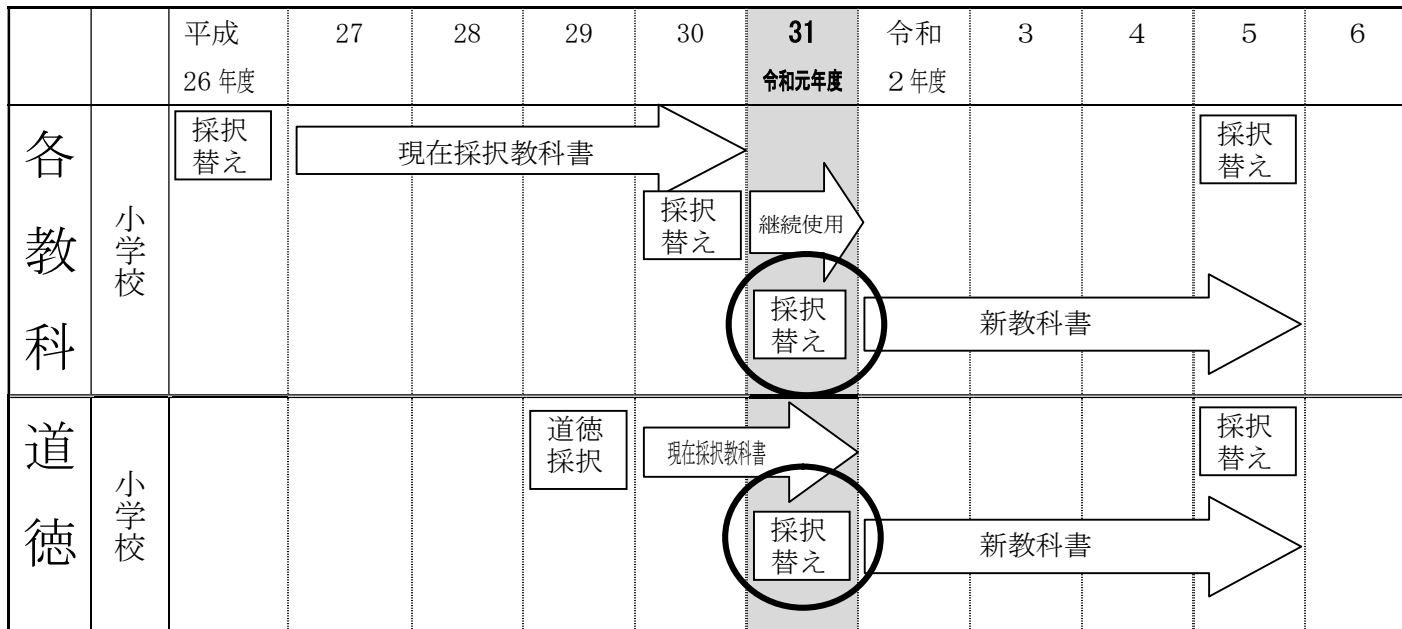 平成 27 28 29 30 31 令和 ３ ４ ５ ６
26年度 令和元年度 ２年度
各教科
小学校
採択
替え
現在採択教科書
採択
替え
採択
替え
継続使用
採択
替え
新教科書
道徳
小学校
道徳
採択
現在採択教科書
採択
替え
採択
替え
新教科書